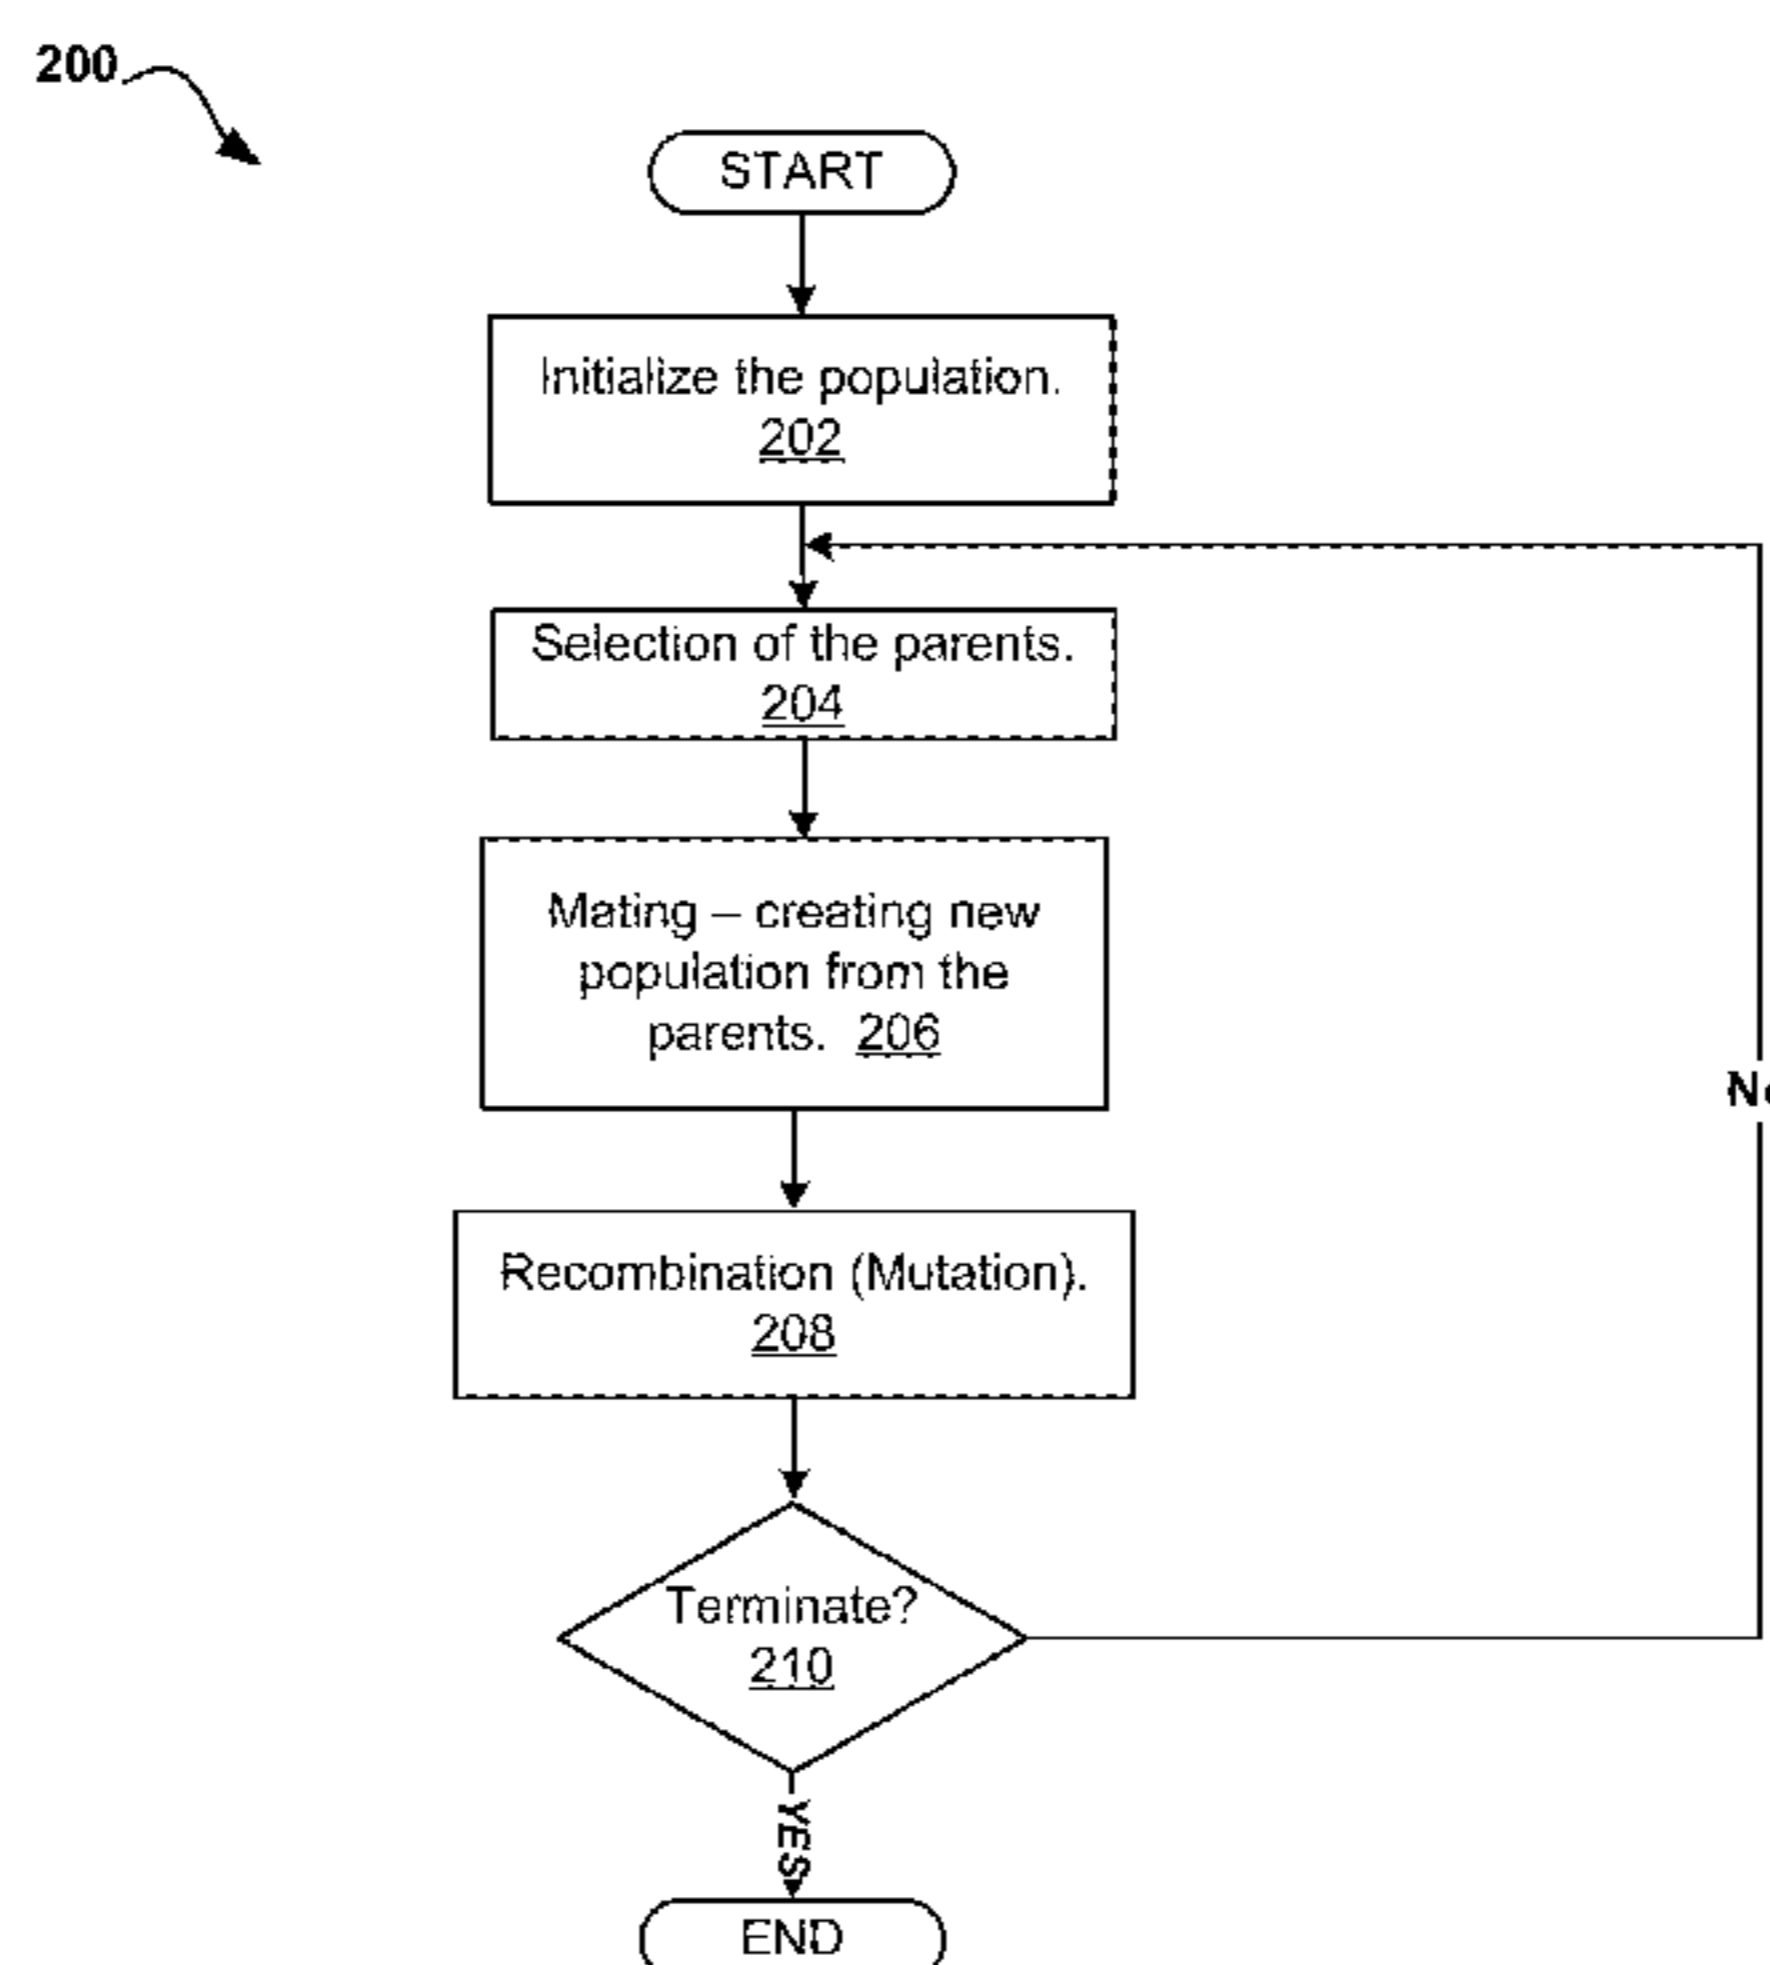 200
START
Initialize the population.
202
Selection of the parents.
204
Mating – creating new
population from the
parents. 206
Recombination (Mutation).
208
Terminate?
210
YES
END